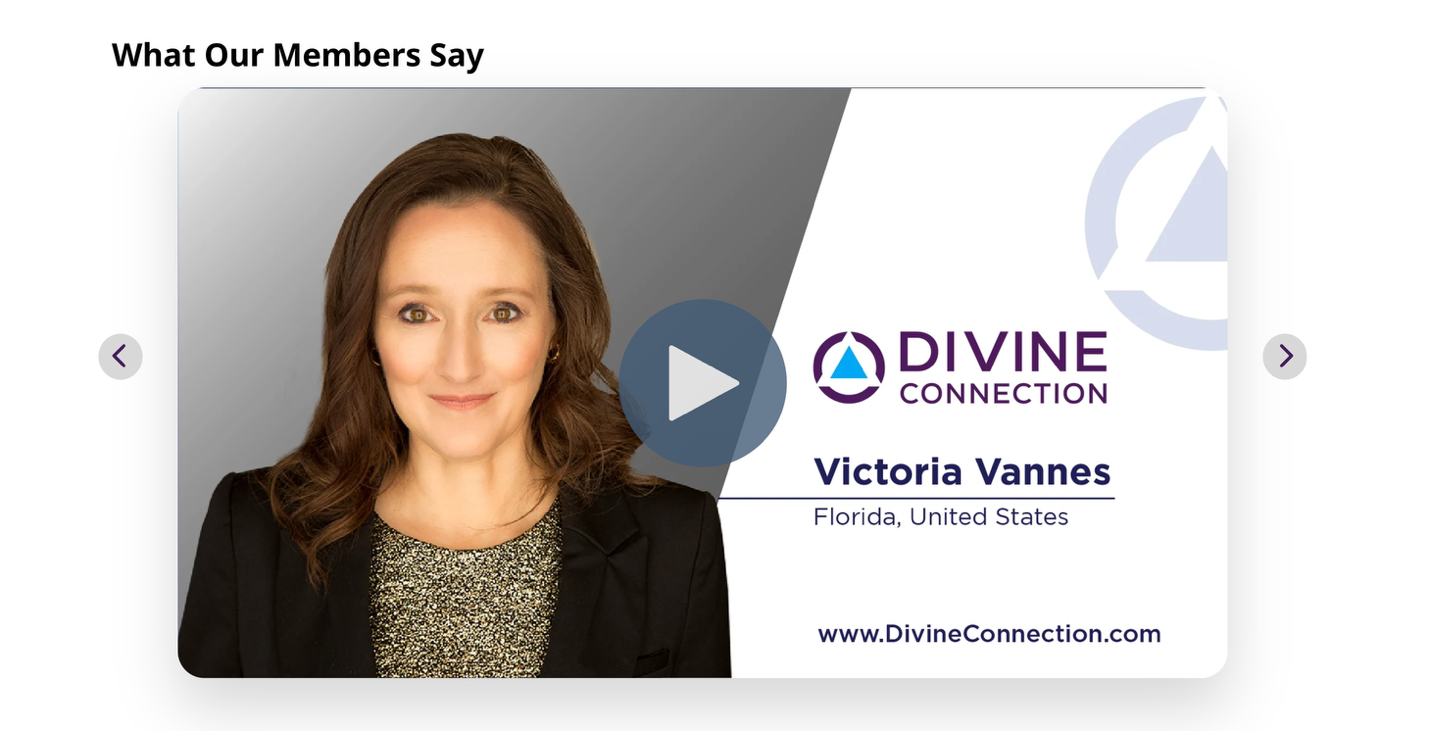 What Our Members Say
DIVINE
CONNECTION
Victoria Vannes
Florida, United States
www.DivineConnection.com